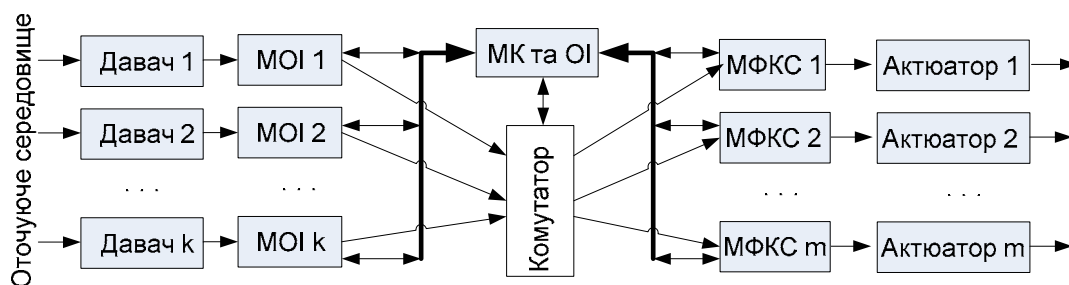 Оточуюче середовище
Давач 1
МОІ 1
МК та ОІ
МФКС 1
Актюатор 1
Давач 2
МОІ 2
Комутатор
МФКС 2
Актюатор 2
. . .
. . .
. . .
. . .
Давач k
МОІ k
МФКС m
Актюатор m